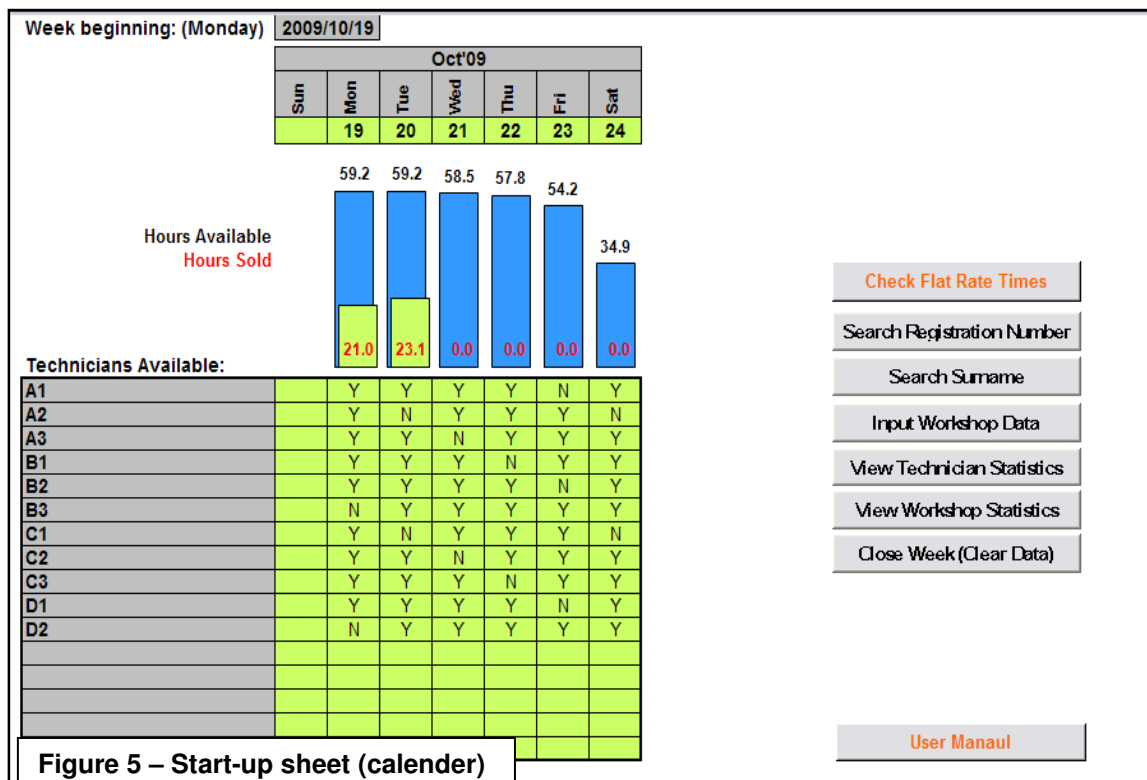 Week beginning: (Monday) 2009/10/19
Oct'09
Sun Mon Tue Wed Thu Fri Sat
19 20 21 22 23 24
59.2 59.2 58.5 57.8 54.2 34.9
Hours Available
Hours Sold
21.0 23.1 0.0 0.0 0.0 0.0
Technicians Available:
A1 Y Y Y Y N Y
A2 Y N Y Y Y N
A3 Y Y N Y Y Y
B1 Y Y Y N Y Y
B2 Y Y Y Y N Y
B3 N Y Y Y Y Y
C1 Y N Y Y Y N
C2 Y Y N Y Y Y
C3 Y Y Y N Y Y
D1 Y Y Y Y N Y
D2 N Y Y Y Y Y
Check Flat Rate Times
Search Registration Number
Search Surname
Input Workshop Data
View Technician Statistics
View Workshop Statistics
Close Week (Clear Data)
User Manaul
Figure 5 – Start-up sheet (calender)